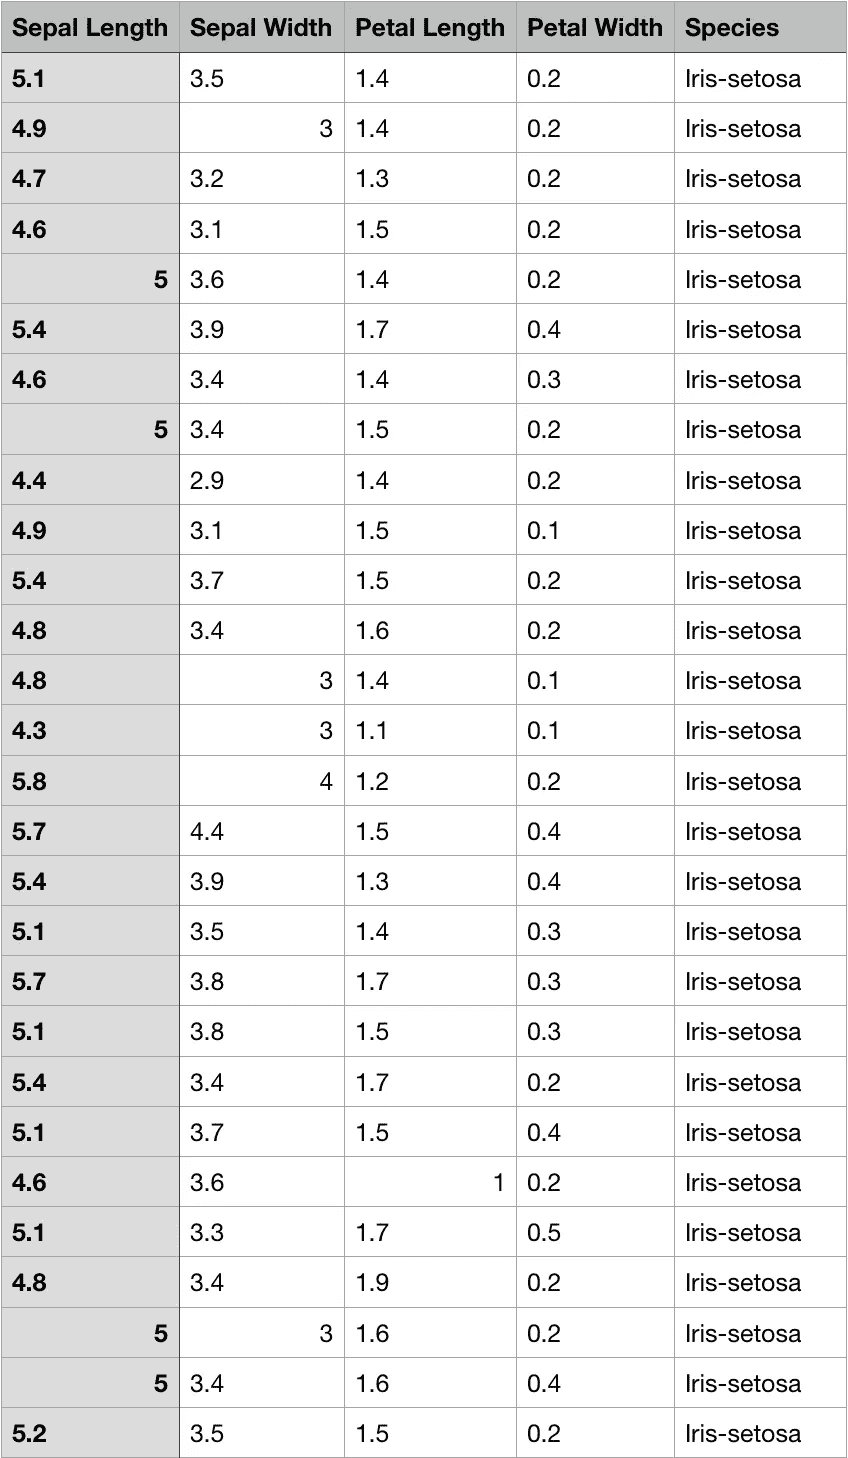 Sepal Length Sepal Width Petal Length Petal Width Species
5.1 3.5 1.4 0.2 Iris-setosa
4.9 3 1.4 0.2 Iris-setosa
4.7 3.2 1.3 0.2 Iris-setosa
4.6 3.1 1.5 0.2 Iris-setosa
5 3.6 1.4 0.2 Iris-setosa
5.4 3.9 1.7 0.4 Iris-setosa
4.6 3.4 1.4 0.3 Iris-setosa
5 3.4 1.5 0.2 Iris-setosa
4.4 2.9 1.4 0.2 Iris-setosa
4.9 3.1 1.5 0.1 Iris-setosa
5.4 3.7 1.5 0.2 Iris-setosa
4.8 3.4 1.6 0.2 Iris-setosa
4.8 3 1.4 0.1 Iris-setosa
4.3 3 1.1 0.1 Iris-setosa
5.8 4 1.2 0.2 Iris-setosa
5.7 4.4 1.5 0.4 Iris-setosa
5.4 3.9 1.3 0.4 Iris-setosa
5.1 3.5 1.4 0.3 Iris-setosa
5.7 3.8 1.7 0.3 Iris-setosa
5.1 3.8 1.5 0.3 Iris-setosa
5.4 3.4 1.7 0.2 Iris-setosa
5.1 3.7 1.5 0.4 Iris-setosa
4.6 3.6 1 0.2 Iris-setosa
5.1 3.3 1.7 0.5 Iris-setosa
4.8 3.4 1.9 0.2 Iris-setosa
5 3 1.6 0.2 Iris-setosa
5 3.4 1.6 0.4 Iris-setosa
5.2 3.5 1.5 0.2 Iris-setosa